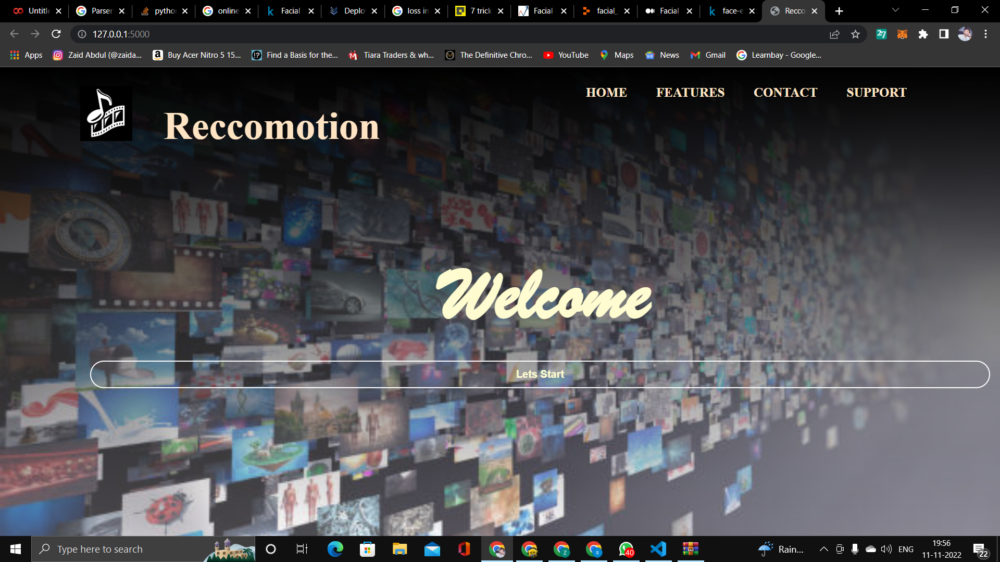 Untitle
Parser
pythor
online
Facial
Deplo
loss in
7 trick
Facial
facial_
Facial
face-e
Recco
127.0.0.1:5000
Apps
Zaid Abdul (@zaida...
Buy Acer Nitro 5 15...
Find a Basis for the...
Tiara Traders & wh...
The Definitive Chro...
YouTube
Maps
News
Gmail
Learnbay - Google...
HOME FEATURES CONTACT SUPPORT
Reccomotion
Welcome
Lets Start
Type here to search
40
Rain...
ENG
19:56
11-11-2022
22